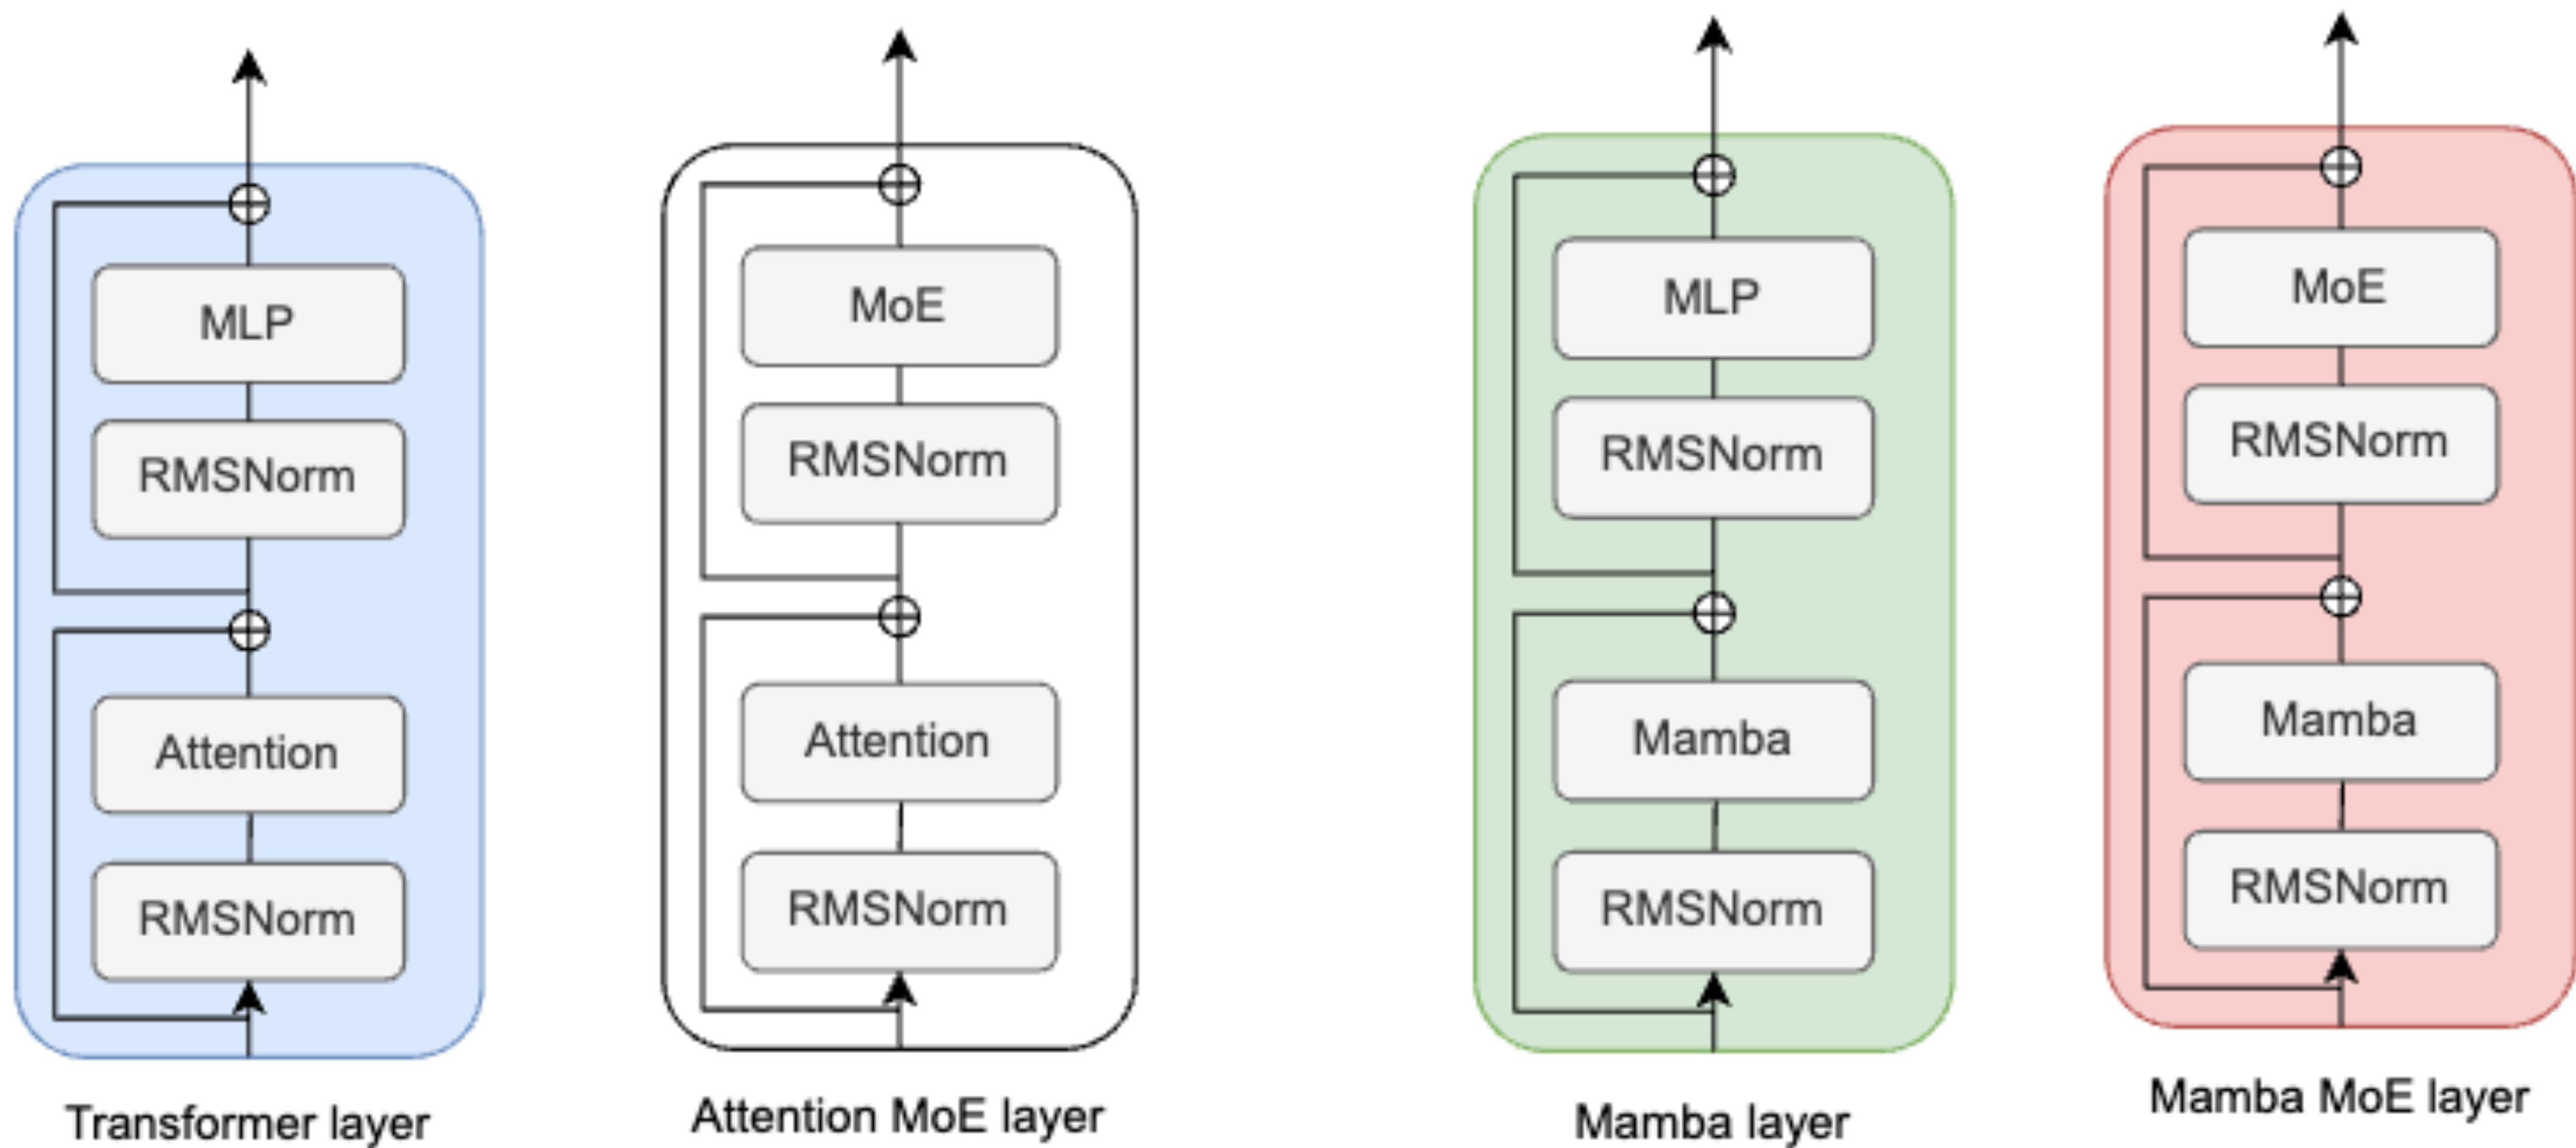 MLP
RMSNorm
Attention
RMSNorm
Transformer layer
MoE
RMSNorm
Attention
RMSNorm
Attention MoE layer
MLP
RMSNorm
Mamba
RMSNorm
Mamba layer
MoE
RMSNorm
Mamba
RMSNorm
Mamba MoE layer